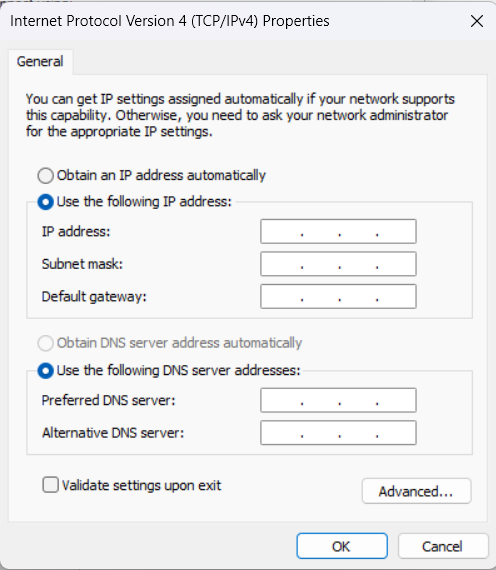 Internet Protocol Version 4 (TCP/IPv4) Properties
General
You can get IP settings assigned automatically if your network supports
this capability. Otherwise, you need to ask your network administrator
for the appropriate IP settings.
Obtain an IP address automatically
Use the following IP address:
IP address:
. . .
Subnet mask:
. . .
Default gateway:
. . .
Obtain DNS server address automatically
Use the following DNS server addresses:
Preferred DNS server:
. . .
Alternative DNS server:
. . .
Validate settings upon exit
Advanced...
OK
Cancel